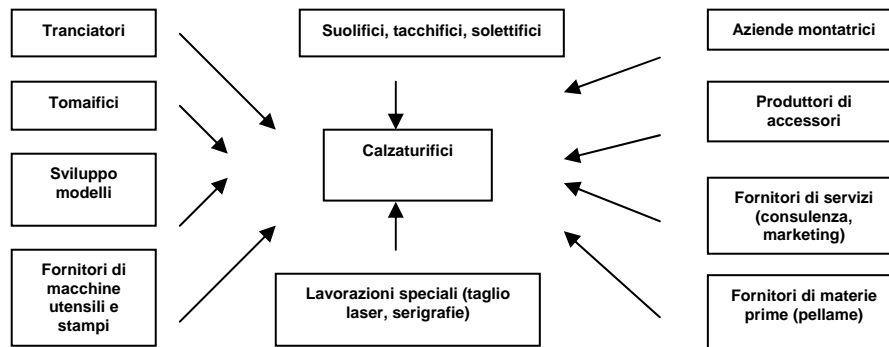 Tranciatori
Suolifici, tacchifici, solettifici
Aziende montatrici
Tomaifici
Produttori di
accessori
Calzaturifici
Sviluppo
modelli
Fornitori di servizi
(consulenza,
marketing)
Fornitori di
macchine
utensili e
stampi
Lavorazioni speciali (taglio
laser, serigrafie)
Fornitori di materie
prime (pellame)